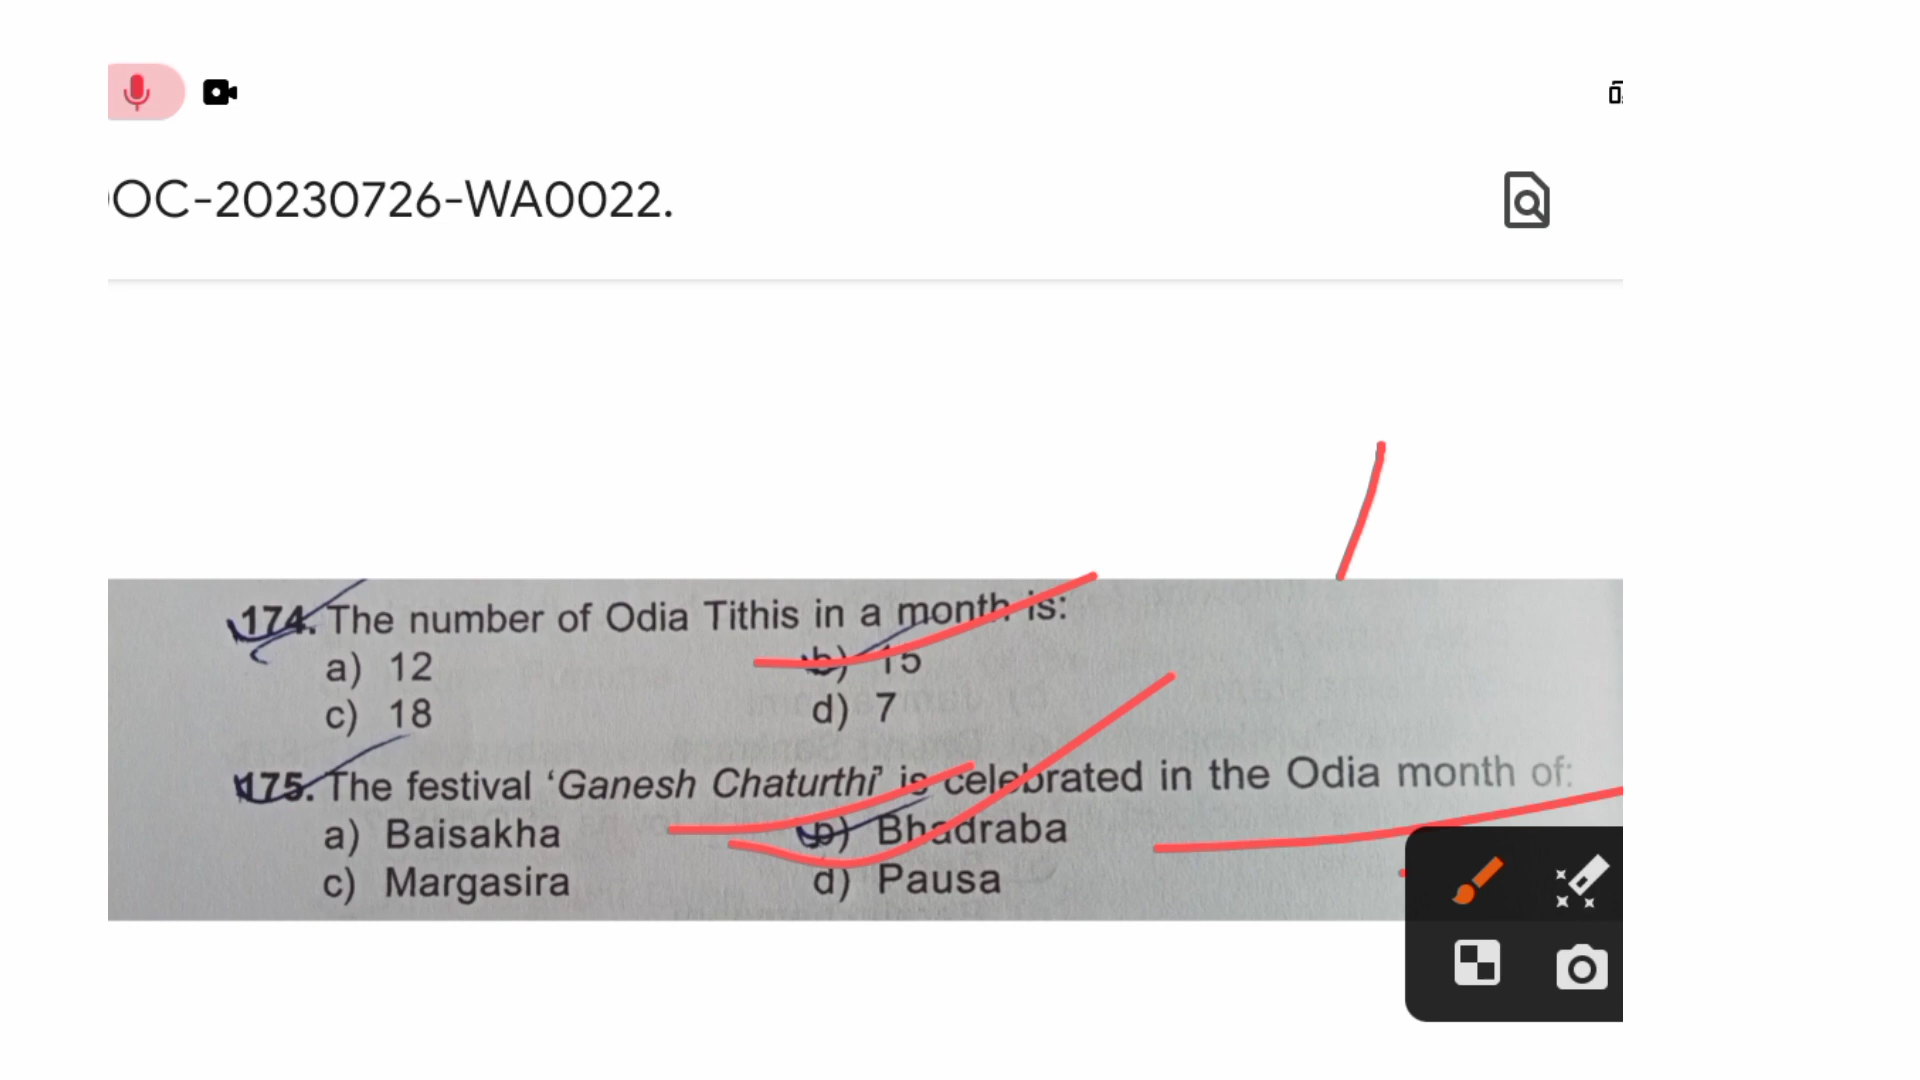 OC-20230726-WA0022.
174. The number of Odia Tithis in a month is:
a) 12 b) 15
c) 18 d) 7
175. The festival ‘Ganesh Chaturthi’ is celebrated in the Odia month of:
a) Baisakha b) Bhadraba
c) Margasira d) Pausa